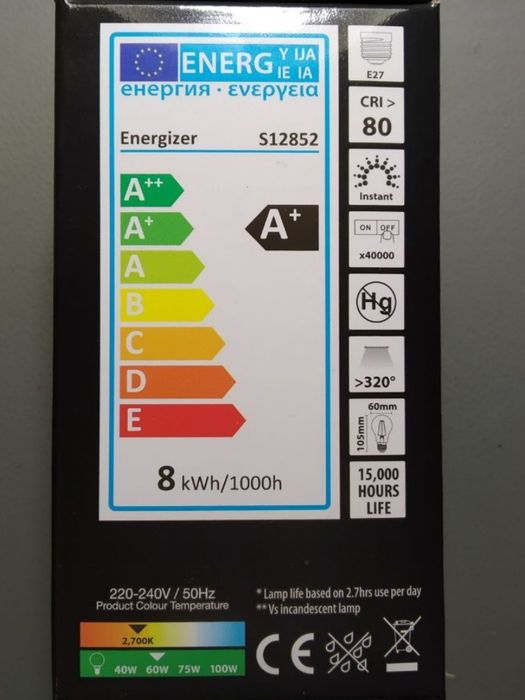 ENERG Y IJA
IE IA
енергия · ενεργεια
Energizer S12852
A++
A+
A
B
C
D
E
A+
8 kWh/1000h
E27
CRI >
80
Instant
ON OFF
x40000
Hg
>320°
60mm
105mm
15,000
HOURS
LIFE
220-240V / 50Hz
Product Colour Temperature
2,700K
40W 60W 75W 100W
* Lamp life based on 2.7hrs use per day
** Vs incandescent lamp
CE